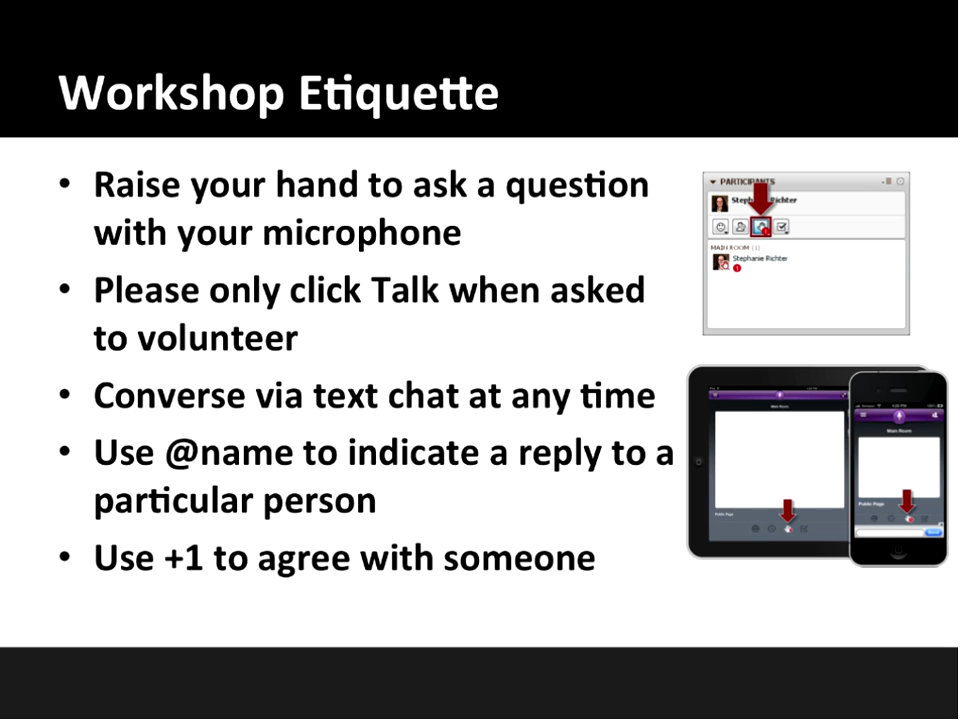 Workshop Etiquette
• Raise your hand to ask a question
with your microphone
• Please only click Talk when asked
to volunteer
• Converse via text chat at any time
• Use @name to indicate a reply to a
particular person
• Use +1 to agree with someone
PARTICIPANTS
Stephanie Richter
MAIN ROOM (1)
Stephanie Richter
Main Room
Public Page
Main Room
Public Page